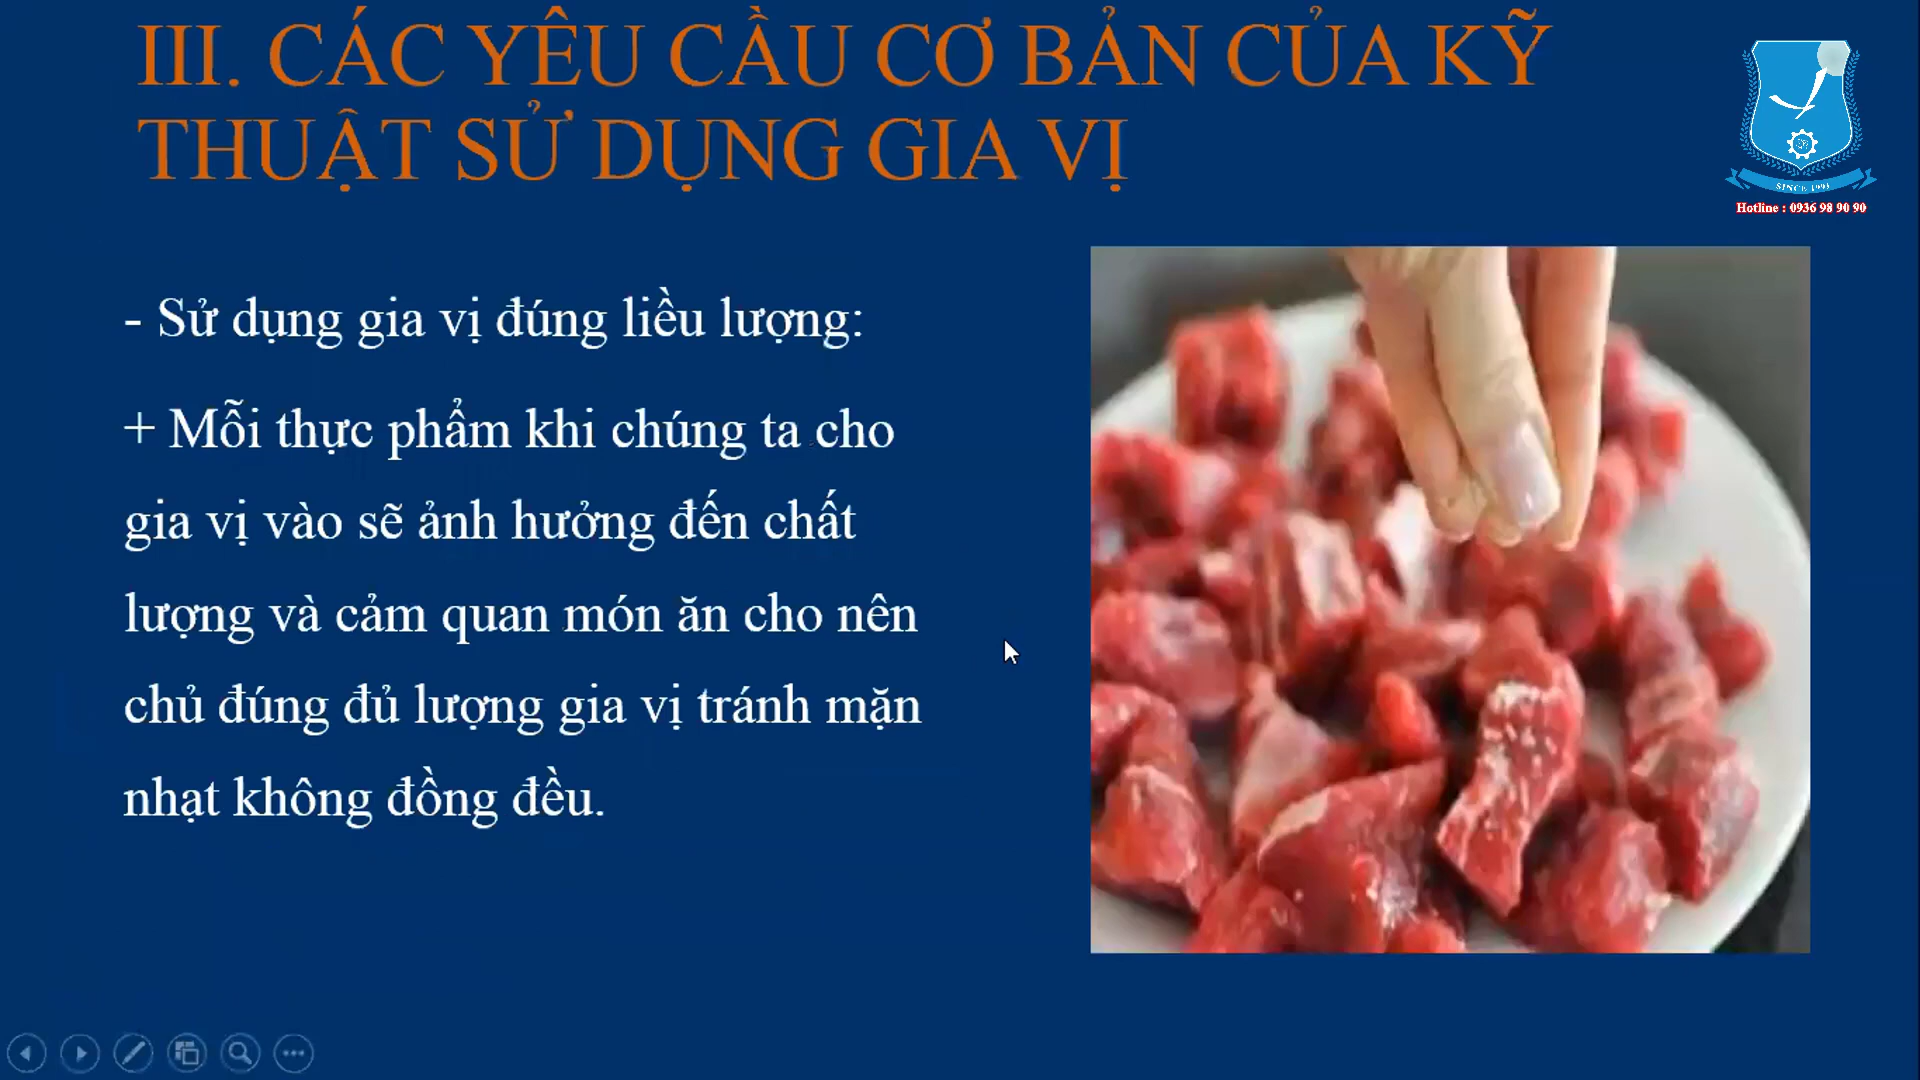 III. CÁC YÊU CẦU CƠ BẢN CỦA KỸ
THUẬT SỬ DỤNG GIA VỊ
SINCE 1991
Hotline : 0936 98 90 90
- Sử dụng gia vị đúng liều lượng:
+ Mỗi thực phẩm khi chúng ta cho
gia vị vào sẽ ảnh hưởng đến chất
lượng và cảm quan món ăn cho nên
chủ đúng đủ lượng gia vị tránh mặn
nhạt không đồng đều.